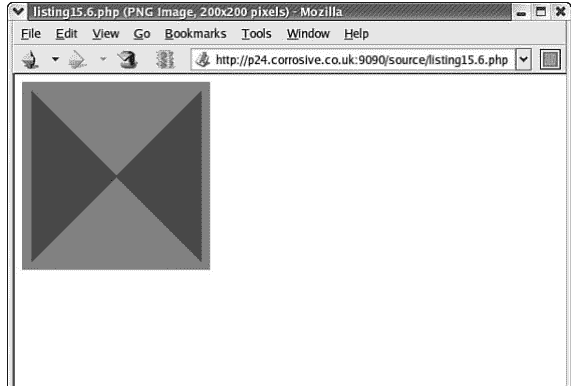 listing15.6.php (PNG Image, 200x200 pixels) - Mozilla
File Edit View Go Bookmarks Tools Window Help
http://p24.corrosive.co.uk:9090/source/listing15.6.php